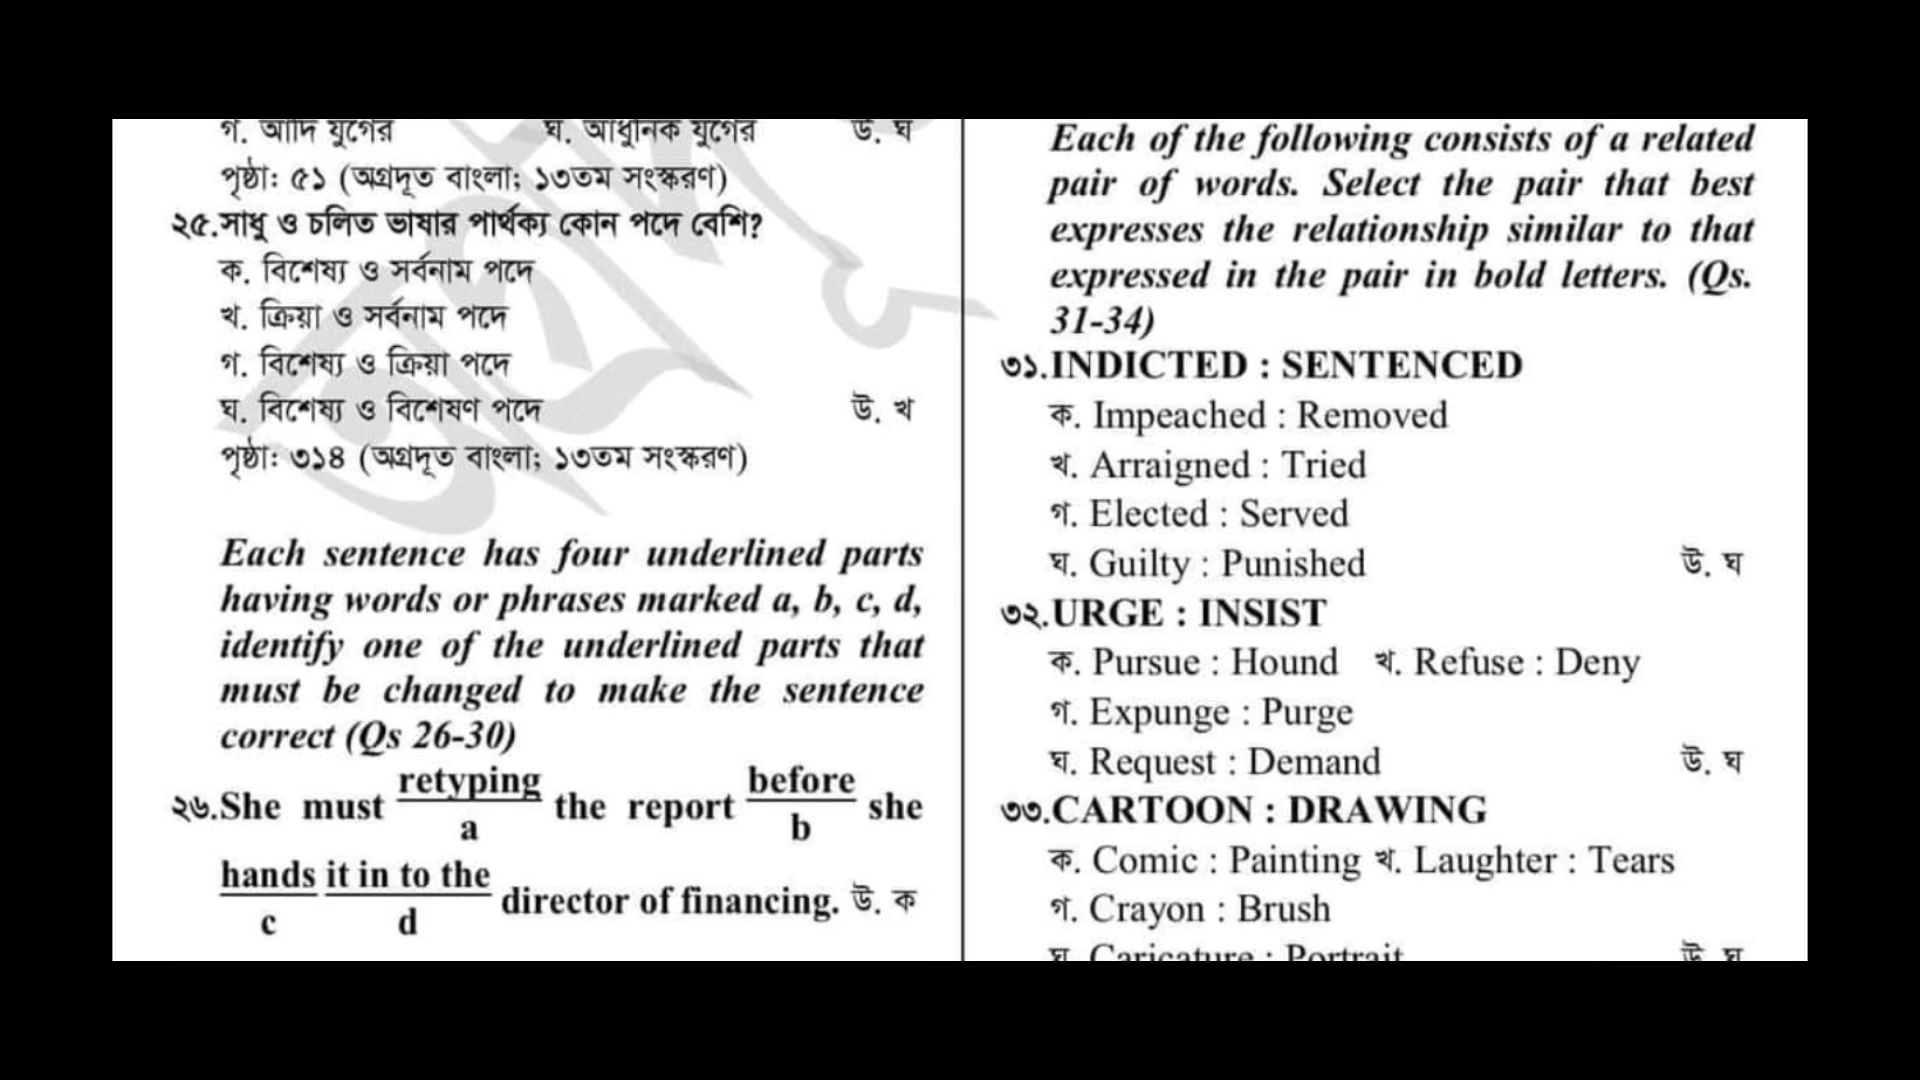 গ. আদি যুগের ঘ. আধুনিক যুগের উ. ঘ
পৃষ্ঠা: ৫১ (অগ্রদূত বাংলা; ১৩তম সংস্করণ)
২৫.সাধু ও চলিত ভাষার পার্থক্য কোন পদে বেশি?
ক. বিশেষ্য ও সর্বনাম পদে
খ. ক্রিয়া ও সর্বনাম পদে
গ. বিশেষ্য ও ক্রিয়া পদে
ঘ. বিশেষ্য ও বিশেষণ পদে উ. খ
পৃষ্ঠা: ৩১৪ (অগ্রদূত বাংলা; ১৩তম সংস্করণ)
Each sentence has four underlined parts
having words or phrases marked a, b, c, d,
identify one of the underlined parts that
must be changed to make the sentence
correct (Qs 26-30)
২৬.She must retyping the report before she
a b
hands it in to the director of financing. উ. ক
c d
Each of the following consists of a related
pair of words. Select the pair that best
expresses the relationship similar to that
expressed in the pair in bold letters. (Qs.
31-34)
৩১.INDICTED : SENTENCED
ক. Impeached : Removed
খ. Arraigned : Tried
গ. Elected : Served
ঘ. Guilty : Punished উ. ঘ
৩২.URGE : INSIST
ক. Pursue : Hound খ. Refuse : Deny
গ. Expunge : Purge
ঘ. Request : Demand উ. ঘ
৩৩.CARTOON : DRAWING
ক. Comic : Painting খ. Laughter : Tears
গ. Crayon : Brush
ঘ. Caricature : Portrait উ. ঘ